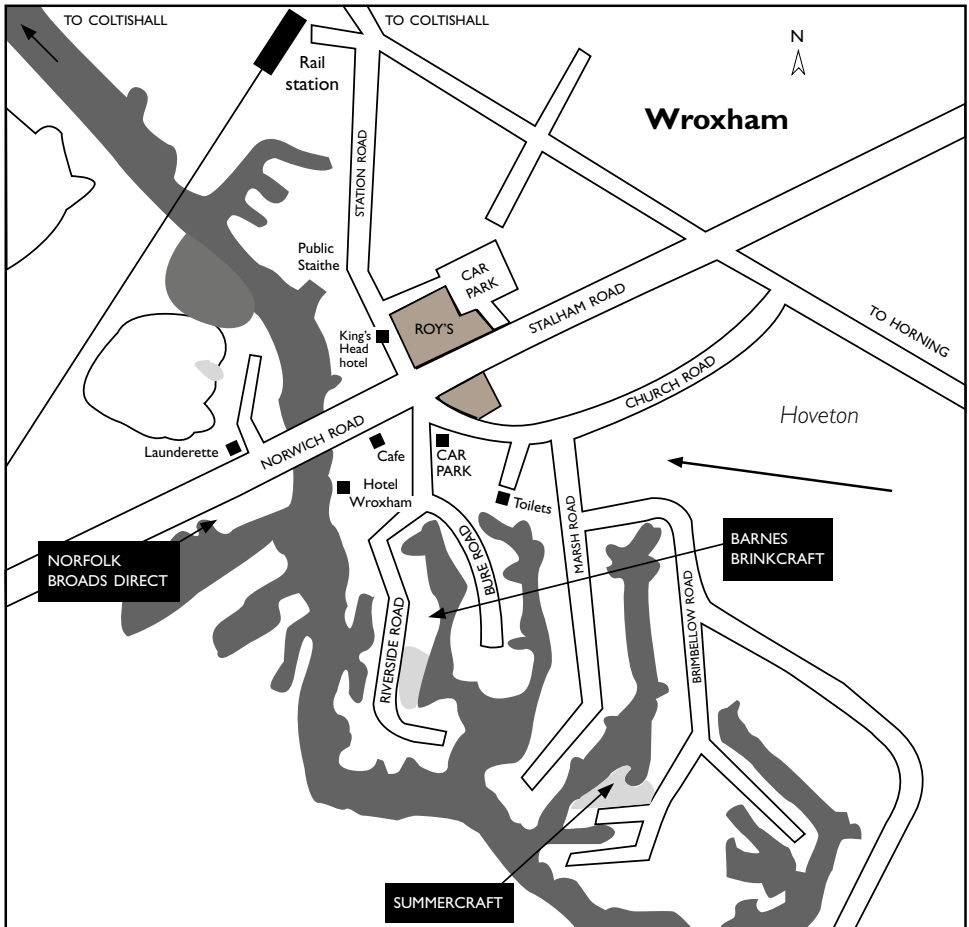 TO COLTISHALL
TO COLTISHALL
Rail
station
N
Wroxham
STATION ROAD
Public
Staithe
CAR
PARK
ROY'S
STALHAM ROAD
King's
Head
hotel
TO HORNING
CHURCH ROAD
Hoveton
NORWICH ROAD
Launderette
Cafe
CAR
PARK
Hotel
Wroxham
Toilets
MARSH ROAD
BURE ROAD
NORFOLK
BROADS DIRECT
BARNES
BRINKCRAFT
RIVERSIDE ROAD
BRIMBELLOW ROAD
SUMMERCRAFT